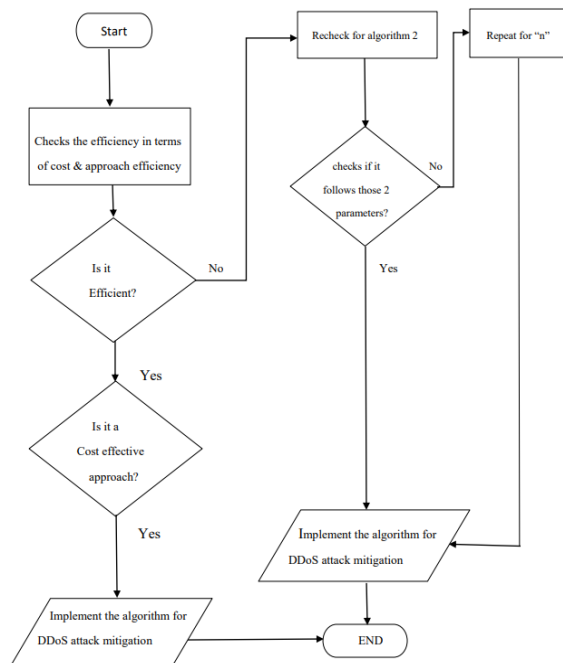 Start
Checks the efficiency in terms
of cost & approach efficiency
Is it
Efficient?
No
Yes
Is it a
Cost effective
approach?
Yes
Implement the algorithm for
DDoS attack mitigation
Recheck for algorithm 2
checks if it
follows those 2
parameters?
No
Yes
Repeat for “n”
Implement the algorithm for
DDoS attack mitigation
END